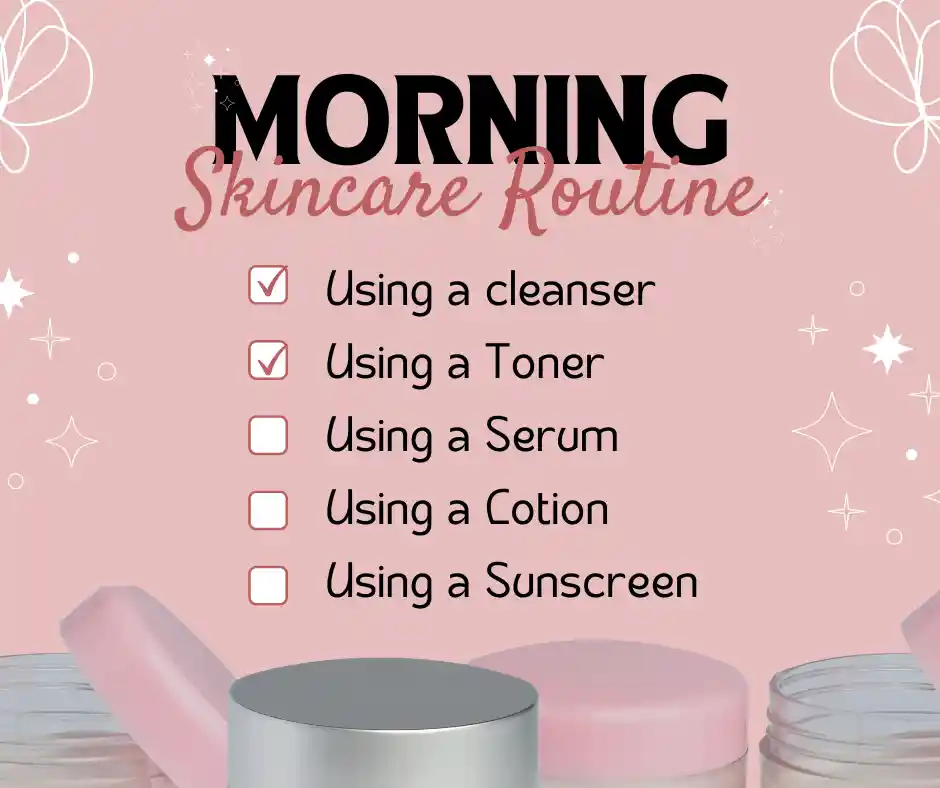 MORNING
Skincare Routine
Using a cleanser
Using a Toner
Using a Serum
Using a Cotion
Using a Sunscreen